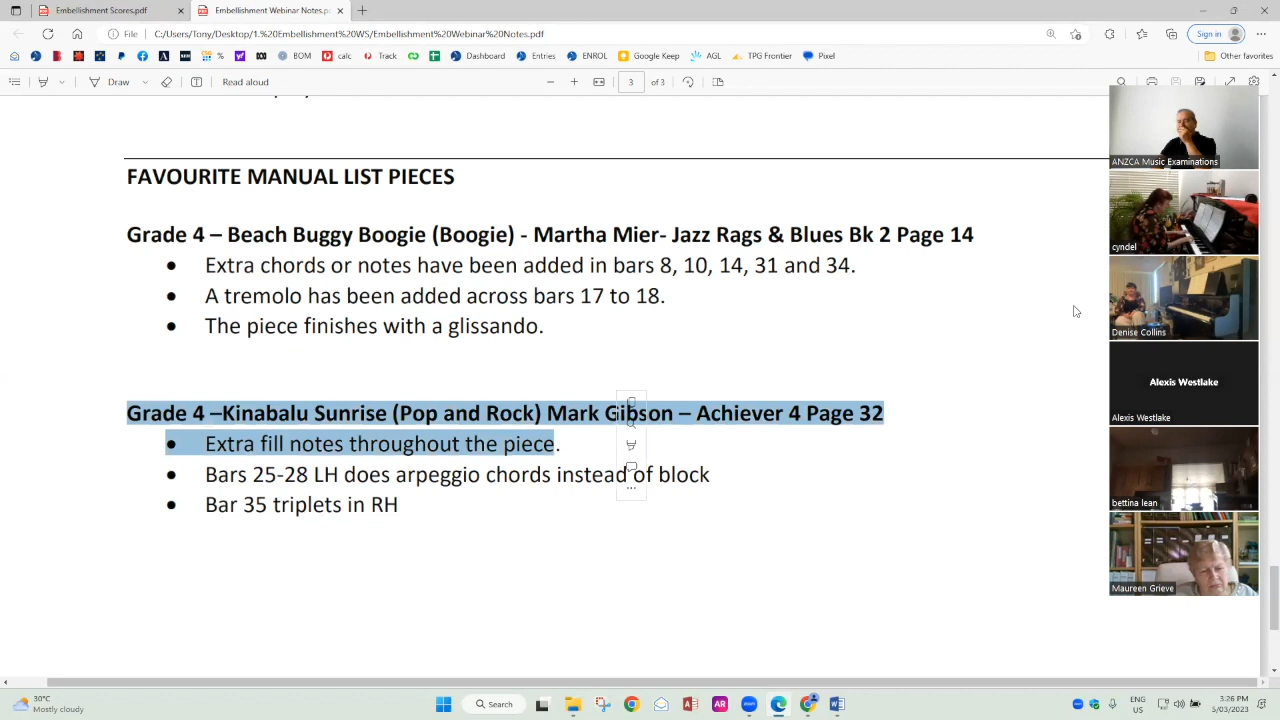 Embellishment Scores.pdf
Embellishment Webinar Notes.p
File C:/Users/Tony/Desktop/1.%20Embellishment%20WS/Embellishment%20Webinar%20Notes.pdf Sign in
% calc Track Dashboard Entries ENROL Google Keep AGL TPG Frontier Pixel Other favorites
BOM
Draw Read aloud 3 of 3
FAVOURITE MANUAL LIST PIECES
Grade 4 – Beach Buggy Boogie (Boogie) - Martha Mier- Jazz Rags & Blues Bk 2 Page 14
• Extra chords or notes have been added in bars 8, 10, 14, 31 and 34.
• A tremolo has been added across bars 17 to 18.
• The piece finishes with a glissando.
Grade 4 –Kinabalu Sunrise (Pop and Rock) Mark Gibson – Achiever 4 Page 32
• Extra fill notes throughout the piece.
• Bars 25-28 LH does arpeggio chords instead of block
• Bar 35 triplets in RH
ANZCA Music Examinations
cyndel
Denise Collins
Alexis Westlake
Alexis Westlake
bettina lean
Maureen Grieve
30°C
Mostly cloudy
Search
ENG
US
3:26 PM
5/03/2023